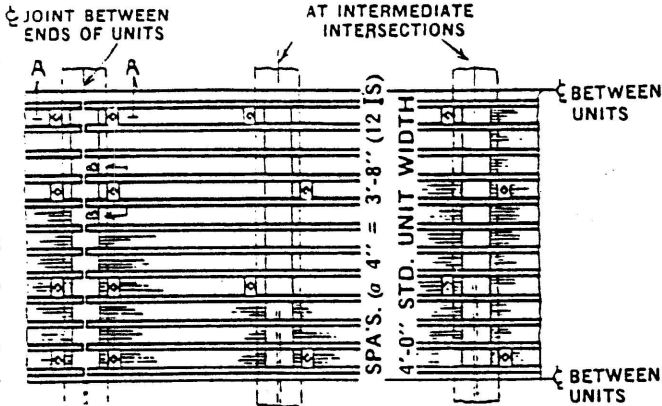 ℄ JOINT BETWEEN
ENDS OF UNITS
AT INTERMEDIATE
INTERSECTIONS
A
A
℄ BETWEEN
UNITS
B
B
SPA'S. @ 4" = 3'-8" (12 IS)
4'-0" STD. UNIT WIDTH
℄ BETWEEN
UNITS